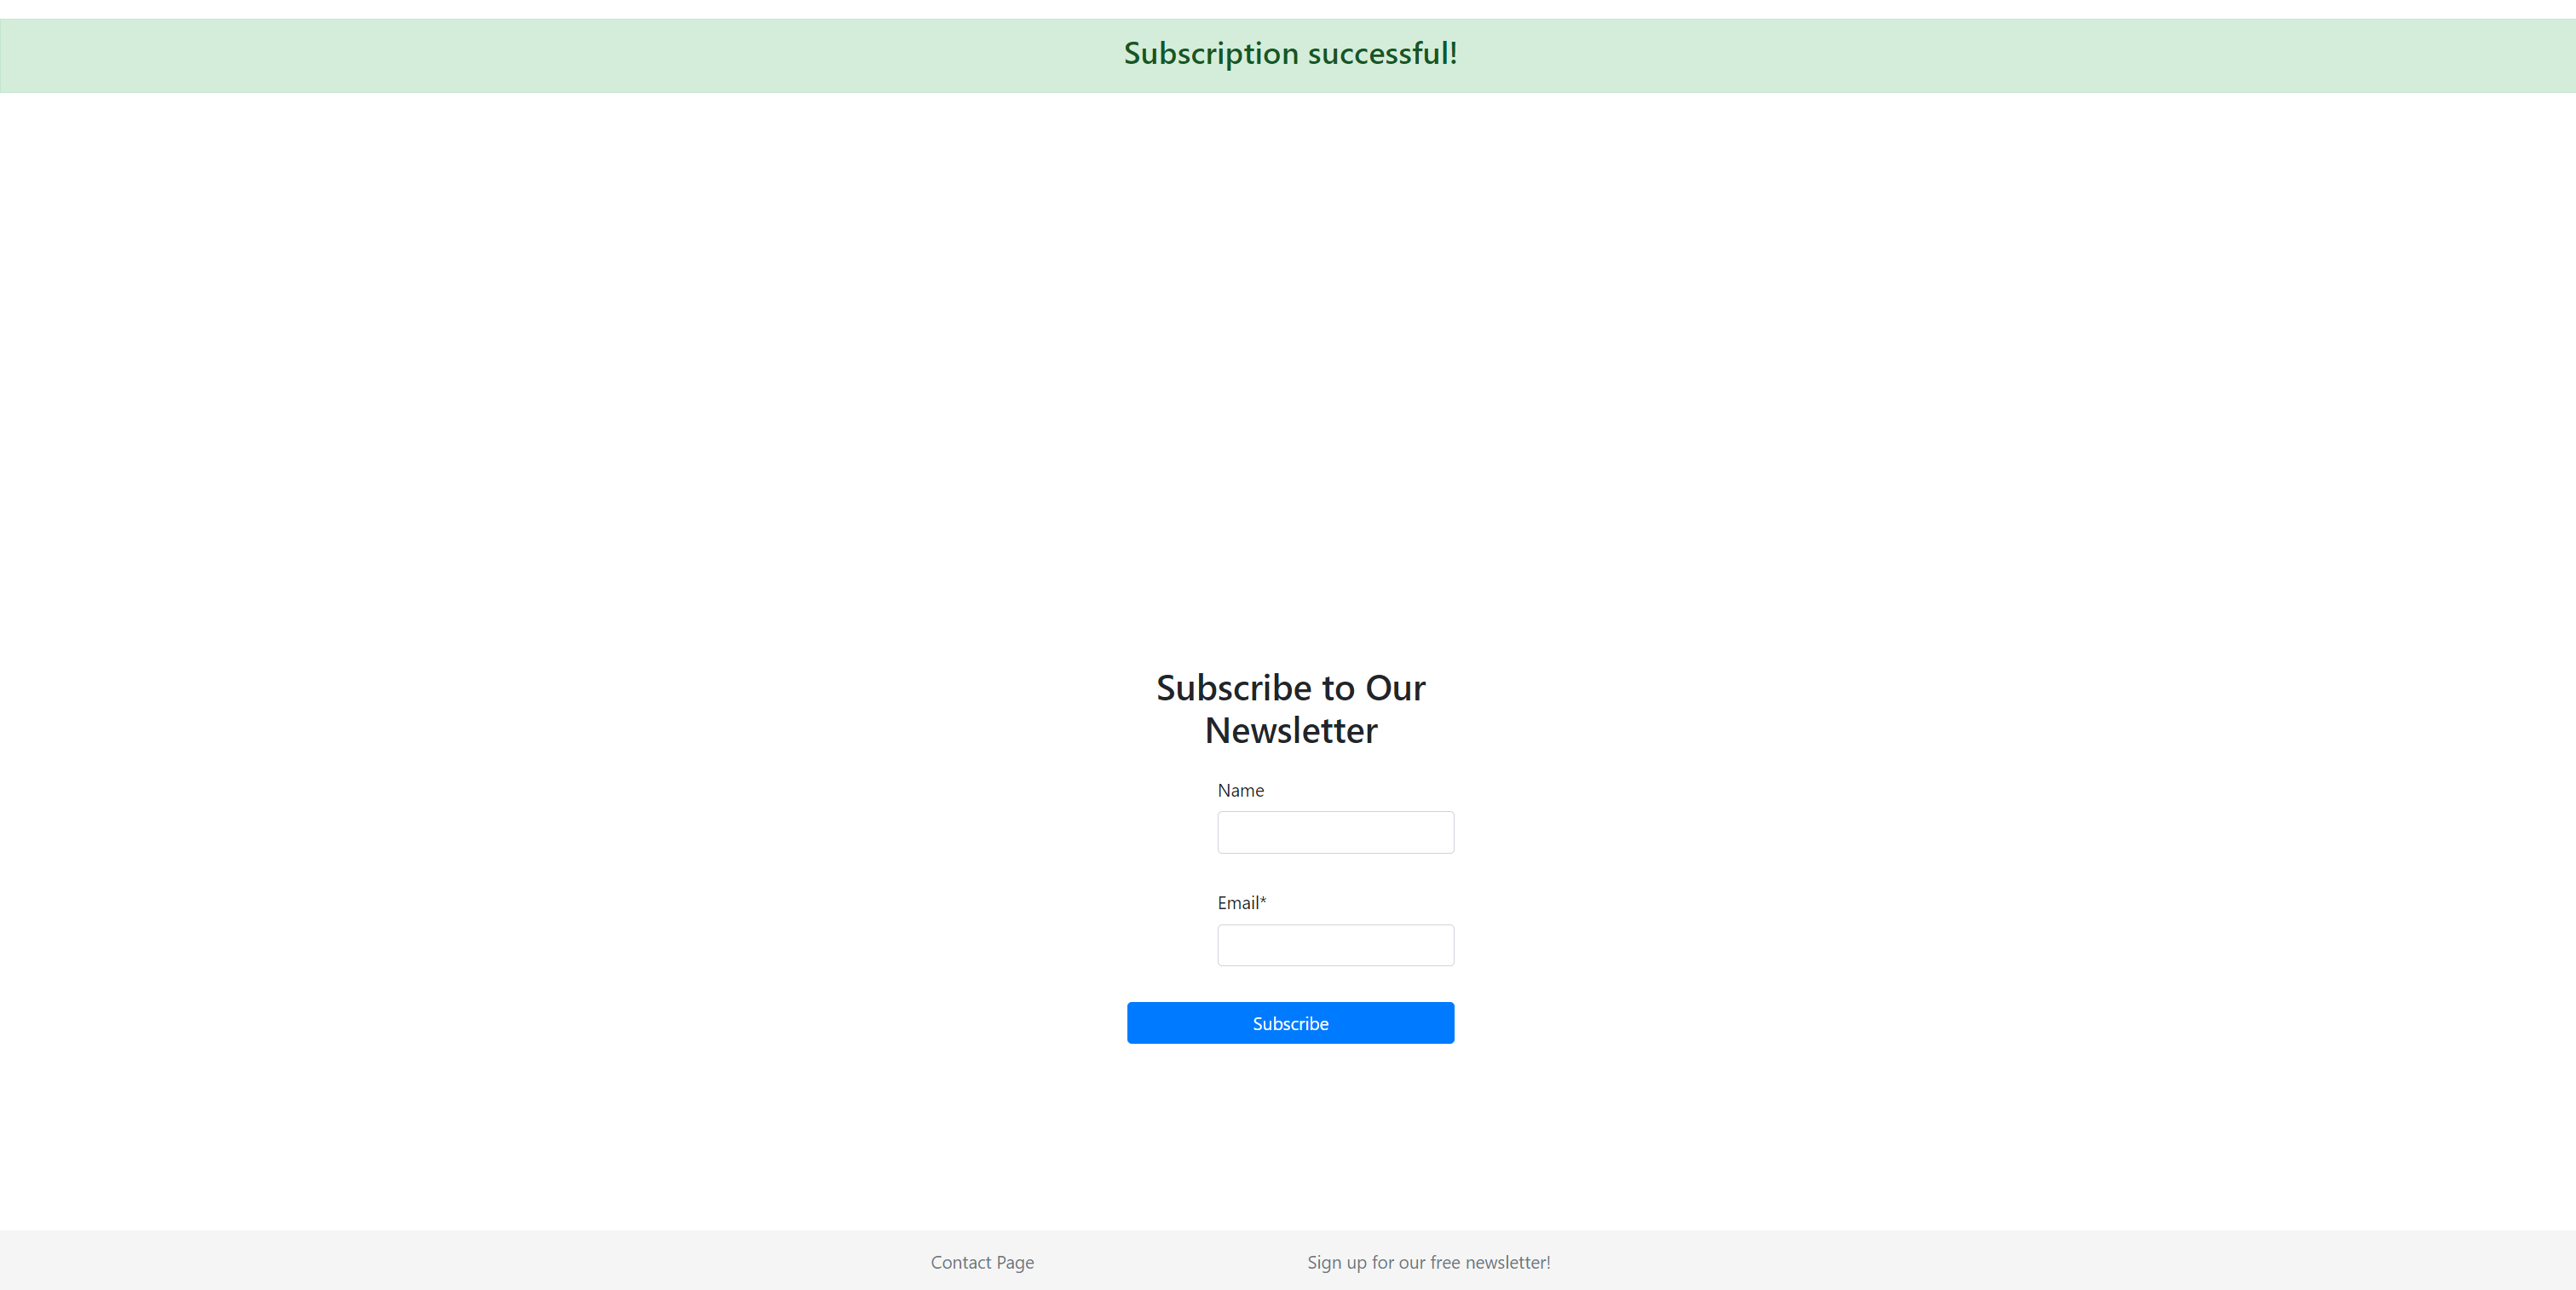 Subscription successful!
Subscribe to Our
Newsletter
Name
Email*
Subscribe
Contact Page
Sign up for our free newsletter!